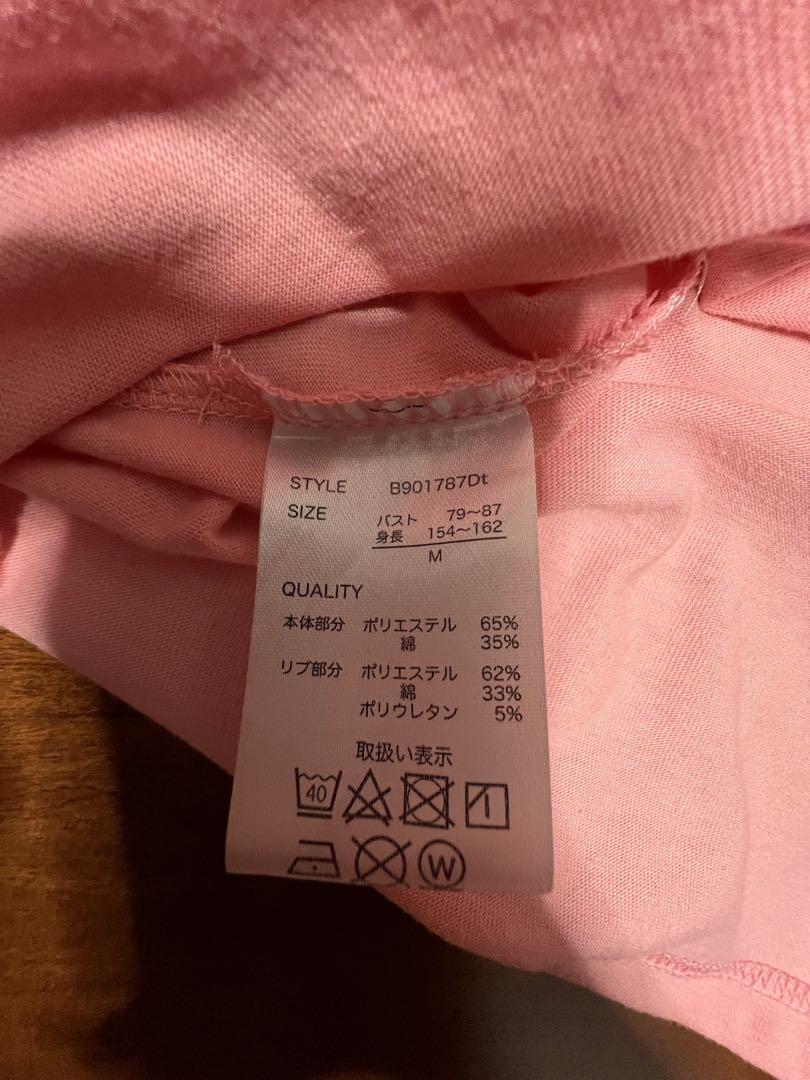 STYLE B901787Dt
SIZE バスト 79〜87
身長 154〜162
M
QUALITY
本体部分 ポリエステル 65%
綿 35%
リブ部分 ポリエステル 62%
綿 33%
ポリウレタン 5%
取扱い表示
40
W